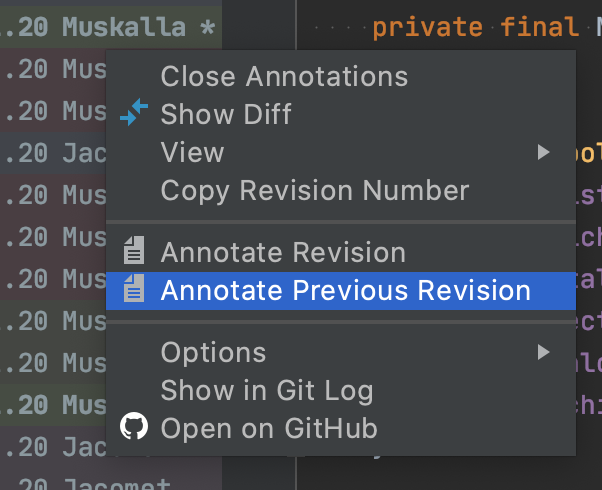 .20 Muskalla *
private final
.20 Mus
Close Annotations
.20 Mus
Show Diff
.20 Jac
View
.20 Mus
Copy Revision Number
.20 Mus
Annotate Revision
.20 Mus
Annotate Previous Revision
.20 Mus
.20 Mus
Options
.20 Mus
Show in Git Log
.20 Jac
Open on GitHub
.20 Jacomet